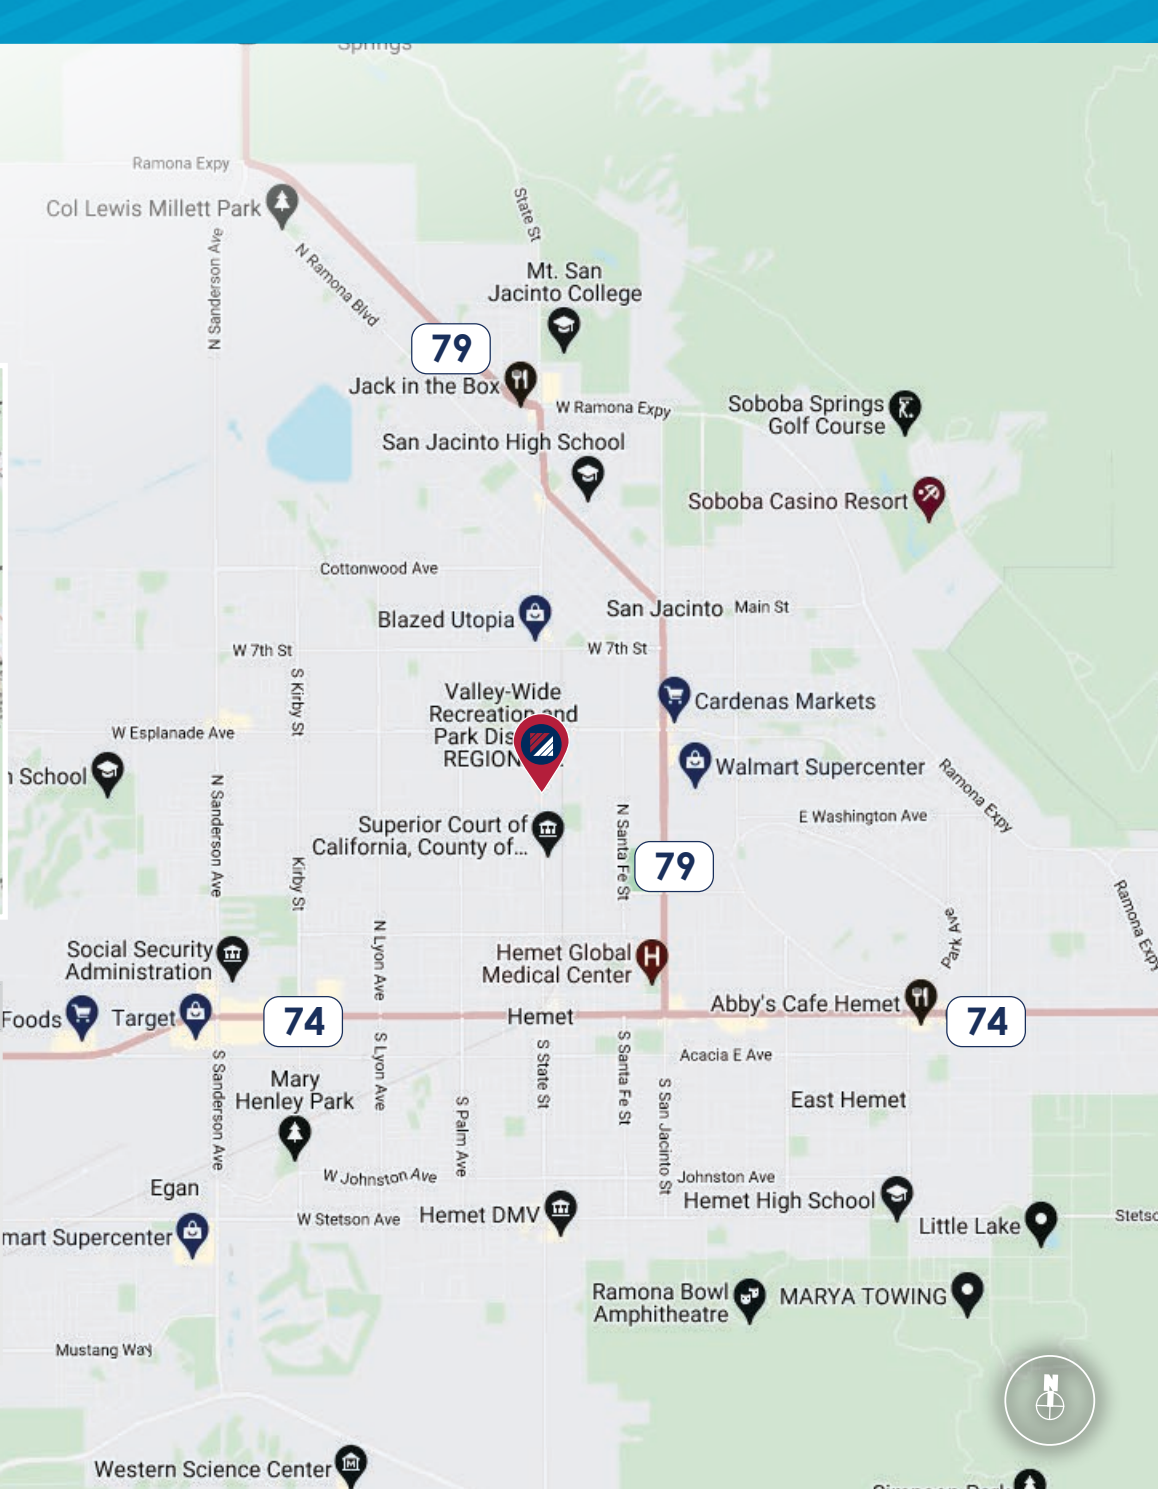 Springs
Ramona Expy
Col Lewis Millett Park
N Sanderson Ave
N Ramona Blvd
State St
Mt. San
Jacinto College
79
Jack in the Box
W Ramona Expy
Soboba Springs
Golf Course
San Jacinto High School
Soboba Casino Resort
Cottonwood Ave
Blazed Utopia
San Jacinto
Main St
W 7th St
W 7th St
S Kirby St
Valley-Wide
Recreation and
Park Dis
REGION
Cardenas Markets
W Esplanade Ave
School
Walmart Supercenter
Ramona Expy
N Sanderson Ave
Superior Court of
California, County of...
N Santa Fe St
E Washington Ave
Kirby St
79
Ramona Expy
Park Ave
N Lyon Ave
Social Security
Administration
Hemet Global
Medical Center
H
Abby's Cafe Hemet
Foods
Target
74
Hemet
74
S Sanderson Ave
S Lyon Ave
S State St
S Santa Fe St
Acacia E Ave
Mary
Henley Park
S Palm Ave
S San Jacinto St
East Hemet
W Johnston Ave
Johnston Ave
Egan
Hemet High School
W Stetson Ave
Hemet DMV
Little Lake
Stetso
mart Supercenter
Ramona Bowl
Amphitheatre
MARYA TOWING
Mustang Way
N
Western Science Center